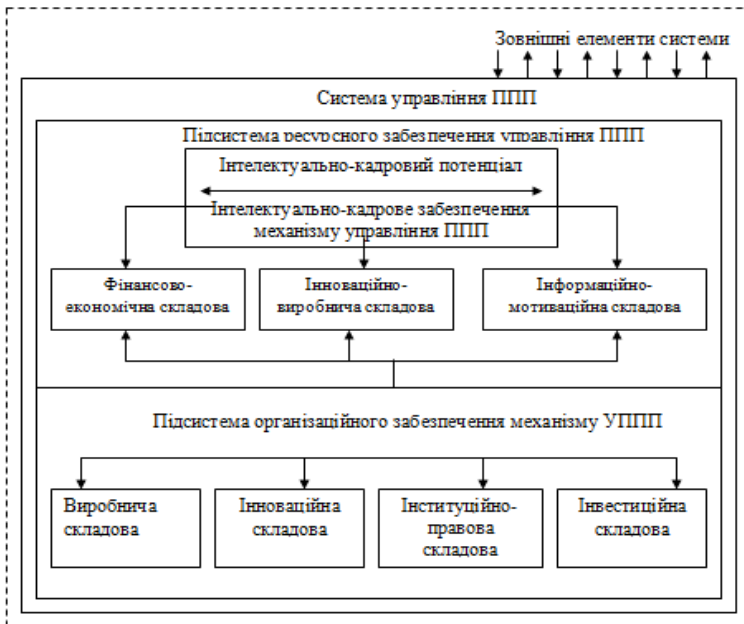 Зовнішні елементи системи
Система управління ППП
Підсистема ресурсного забезпечення управління ППП
Інтелектуально-кадровий потенціал
Інтелектуально-кадрове забезпечення
механізму управління ППП
Фінансово-
економічна складова
Інноваційно-
виробнича складова
Інформаційно-
мотиваційна складова
Підсистема організаційного забезпечення механізму УППП
Виробнича
складова
Інноваційна
складова
Інституційно-
правова
складова
Інвестиційна
складова